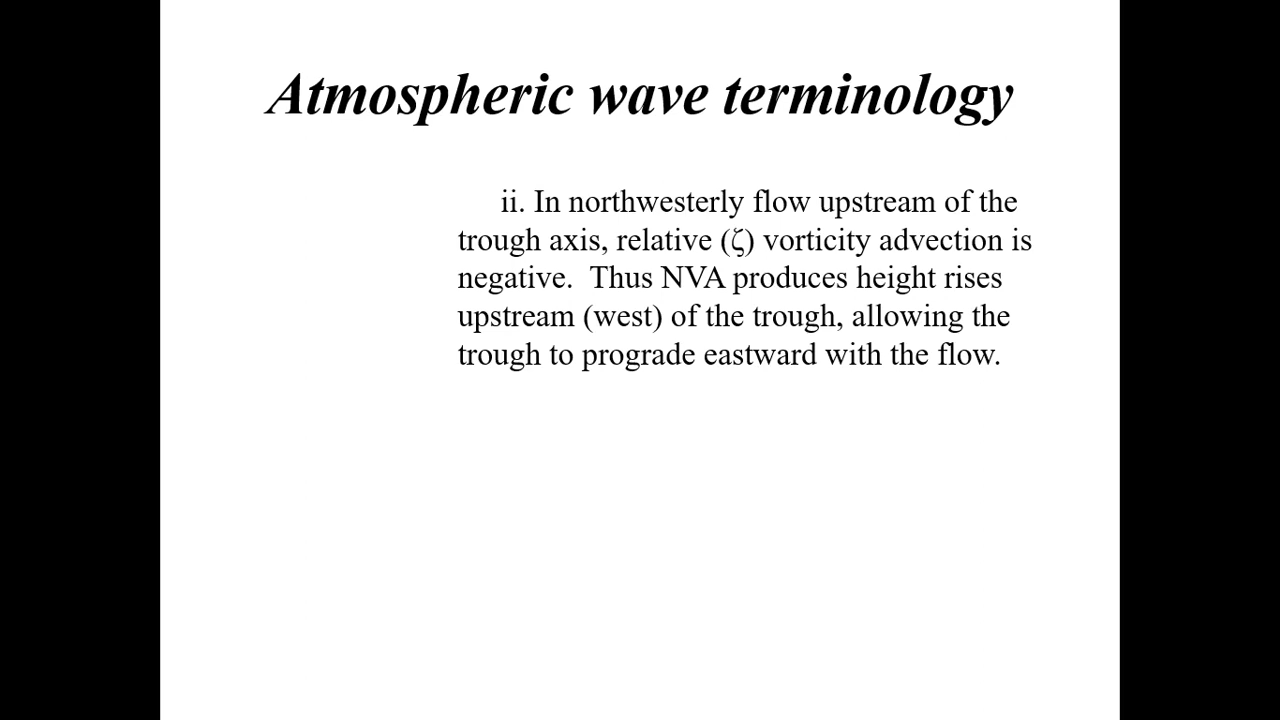 Atmospheric wave terminology
ii. In northwesterly flow upstream of the
trough axis, relative (ζ) vorticity advection is
negative.  Thus NVA produces height rises
upstream (west) of the trough, allowing the
trough to prograde eastward with the flow.